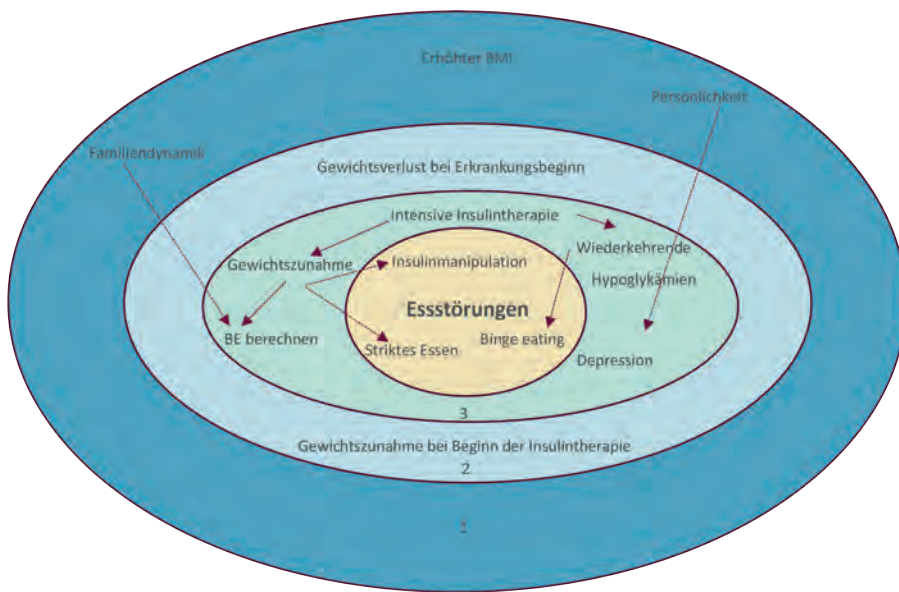 Erhöhter BMI
Persönlichkeit
Familiendynamik
Gewichtsverlust bei Erkrankungsbeginn
Intensive Insulintherapie
Wiederkehrende
Hypoglykämien
Gewichtszunahme
Insulinmanipulation
Essstörungen
BE berechnen
Striktes Essen
Binge eating
Depression
3
Gewichtszunahme bei Beginn der Insulintherapie
2
1